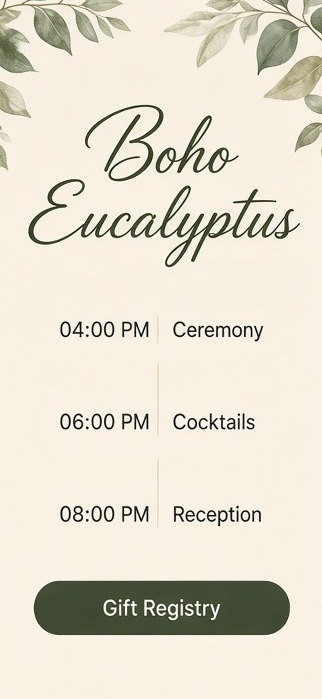 Boho
Eucalyptus
04:00 PM Ceremony
06:00 PM Cocktails
08:00 PM Reception
Gift Registry